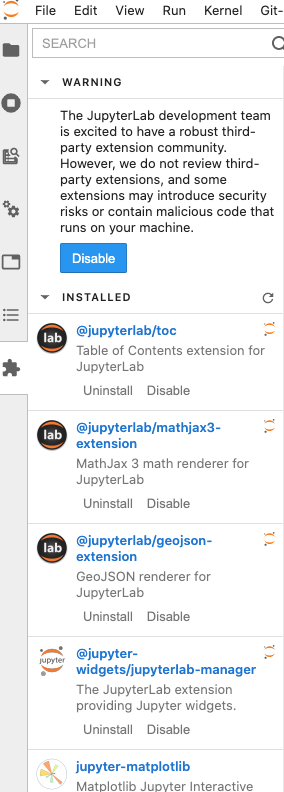 File Edit View Run Kernel Git-
SEARCH
WARNING
The JupyterLab development team
is excited to have a robust third-
party extension community.
However, we do not review third-
party extensions, and some
extensions may introduce security
risks or contain malicious code that
runs on your machine.
Disable
INSTALLED
lab
@jupyterlab/toc
Table of Contents extension for
JupyterLab
Uninstall Disable
lab
@jupyterlab/mathjax3-
extension
MathJax 3 math renderer for
JupyterLab
Uninstall Disable
lab
@jupyterlab/geojson-
extension
GeoJSON renderer for
JupyterLab
Uninstall Disable
jupyter
@jupyter-
widgets/jupyterlab-manager
The JupyterLab extension
providing Jupyter widgets.
Uninstall Disable
jupyter-matplotlib
Matplotlib Jupyter Interactive